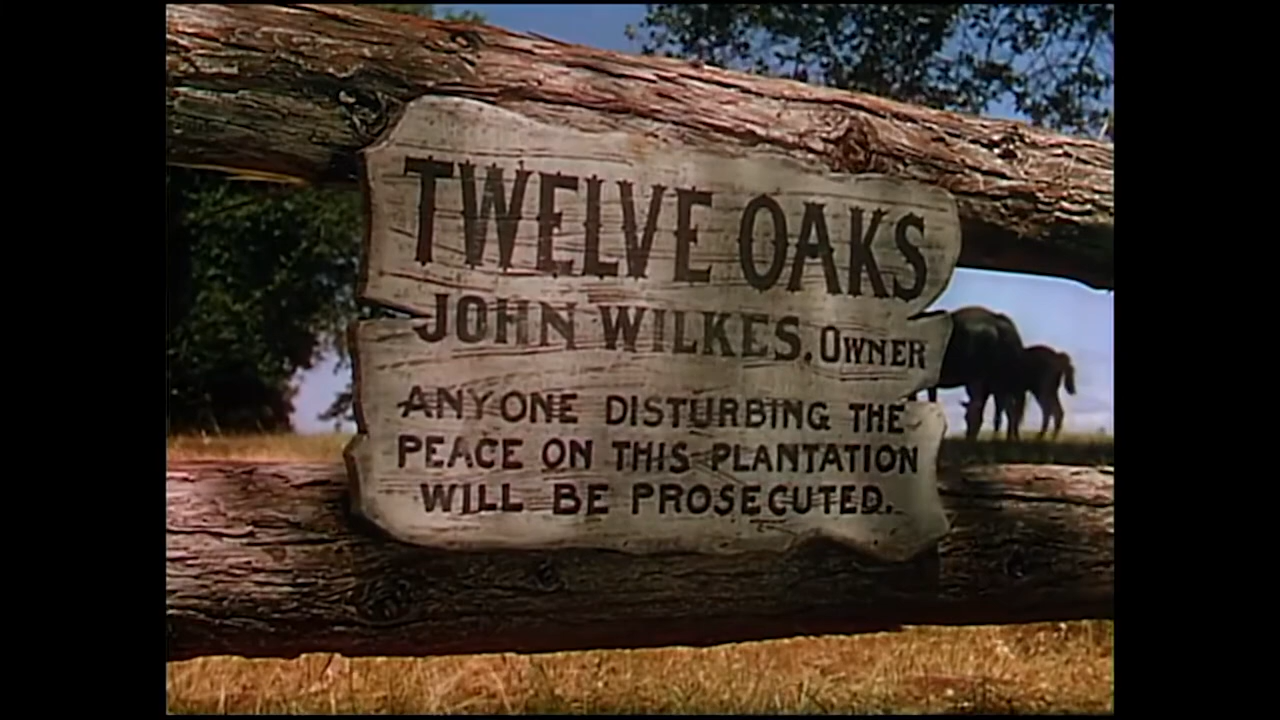 TWELVE OAKS
JOHN WILKES, OWNER
ANYONE DISTURBING THE
PEACE ON THIS PLANTATION
WILL BE PROSECUTED.